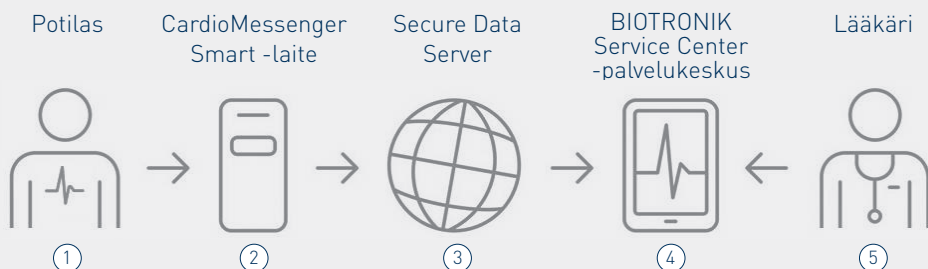 Potilas
CardioMessenger
Smart -laite
Secure Data
Server
BIOTRONIK
Service Center
-palvelukeskus
Lääkäri
1
2
3
4
5